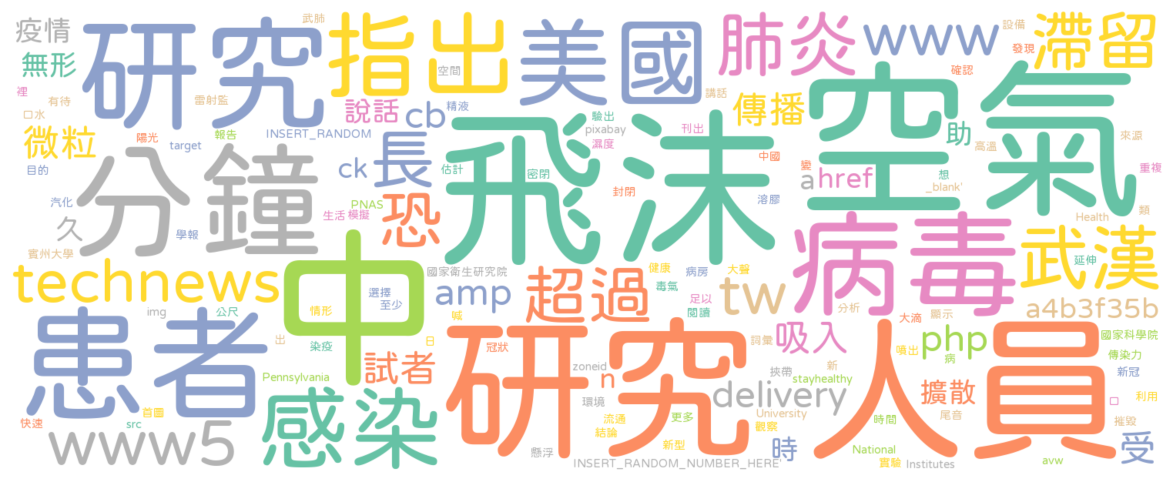 疫情
研究
指出
武肺
美國
肺炎
www
設備
滯留
發現
無形
裡
有待
口水
雷射監
空間
說話
cb
精液
傳播
講話
確認
空氣
微粒
陽光
報告
INSERT_RANDOM
target
分鐘
長
ck
估計
飛沫
驗出
pixabay
濕度
刊出
密閉
封閉
中國
溶膠
助
高溫
來源
a
href
愛
想
_blank'
重複
類
目的
汽化
久
學報
賓州大學
生活
模擬
PNAS
恐
Health
病毒
武漢
延伸
technews
中
國家衛生研究院
選擇
至少
amp
超過
健康
病房
大聲
毒氣
足以
閱讀
tw
分析
顯示
a4b3f35b
img
公尺
情形
喊
出
染疫
日
患者
冠狀
研究
人員
詞彙
吸入
大滴
噴出
php
病
國家科學院
傳染力
新冠
試者
zoneid
n
挾帶
stayhealthy
新
delivery
擴散
口
利用
Pennsylvania
感染
環境
快速
首圖
src
www5
流通
結論
更多
University
觀察
尾音
時間
摧毀
新型
懸浮
INSERT_RANDOM_NUMBER_HERE'
時
National
實驗
Institutes
avw
受